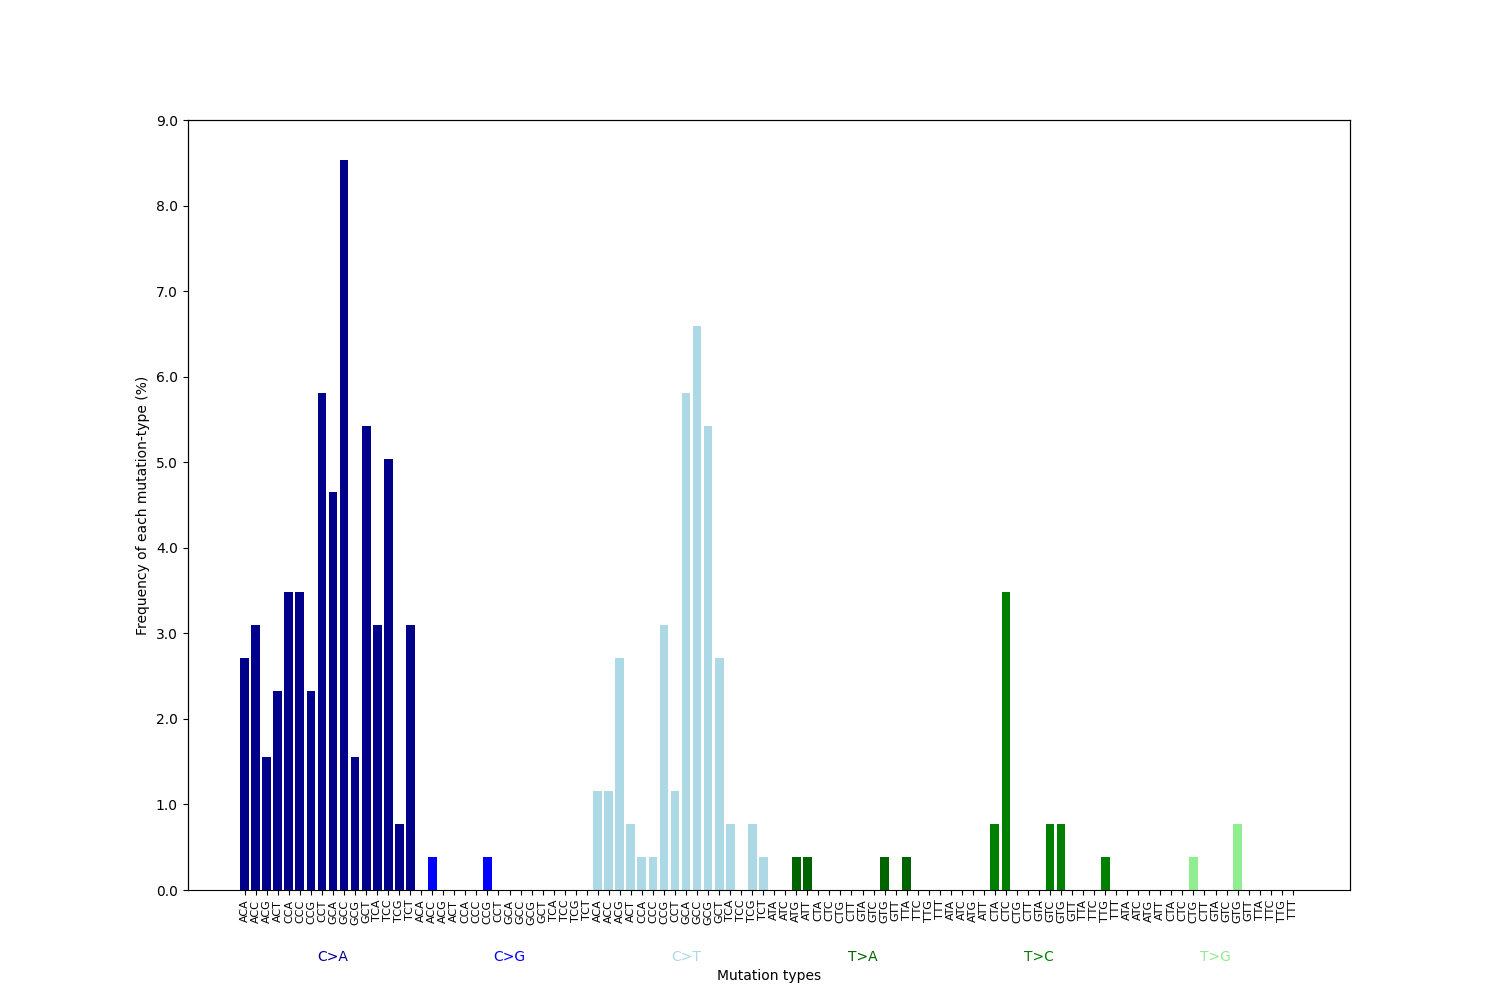 9.0
8.0
7.0
6.0
5.0
4.0
3.0
2.0
1.0
0.0
Frequency of each mutation-type (%)
ACA ACC ACG ACT CCA CCC CCG CCT GCA GCC GCG GCT TCA TCC TCG TCT ACA ACC ACG ACT CCA CCC CCG CCT GCA GCC GCG GCT TCA TCC TCG TCT ACA ACC ACG ACT CCA CCC CCG CCT GCA GCC GCG GCT TCA TCC TCG TCT ATA ATC ATG ATT CTA CTC CTG CTT GTA GTC GTG GTT TTA TTC TTG TTT ATA ATC ATG ATT CTA CTC CTG CTT GTA GTC GTG GTT TTA TTC TTG TTT ATA ATC ATG ATT CTA CTC CTG CTT GTA GTC GTG GTT TTA TTC TTG TTT
C>A C>G C>T T>A T>C T>G
Mutation types